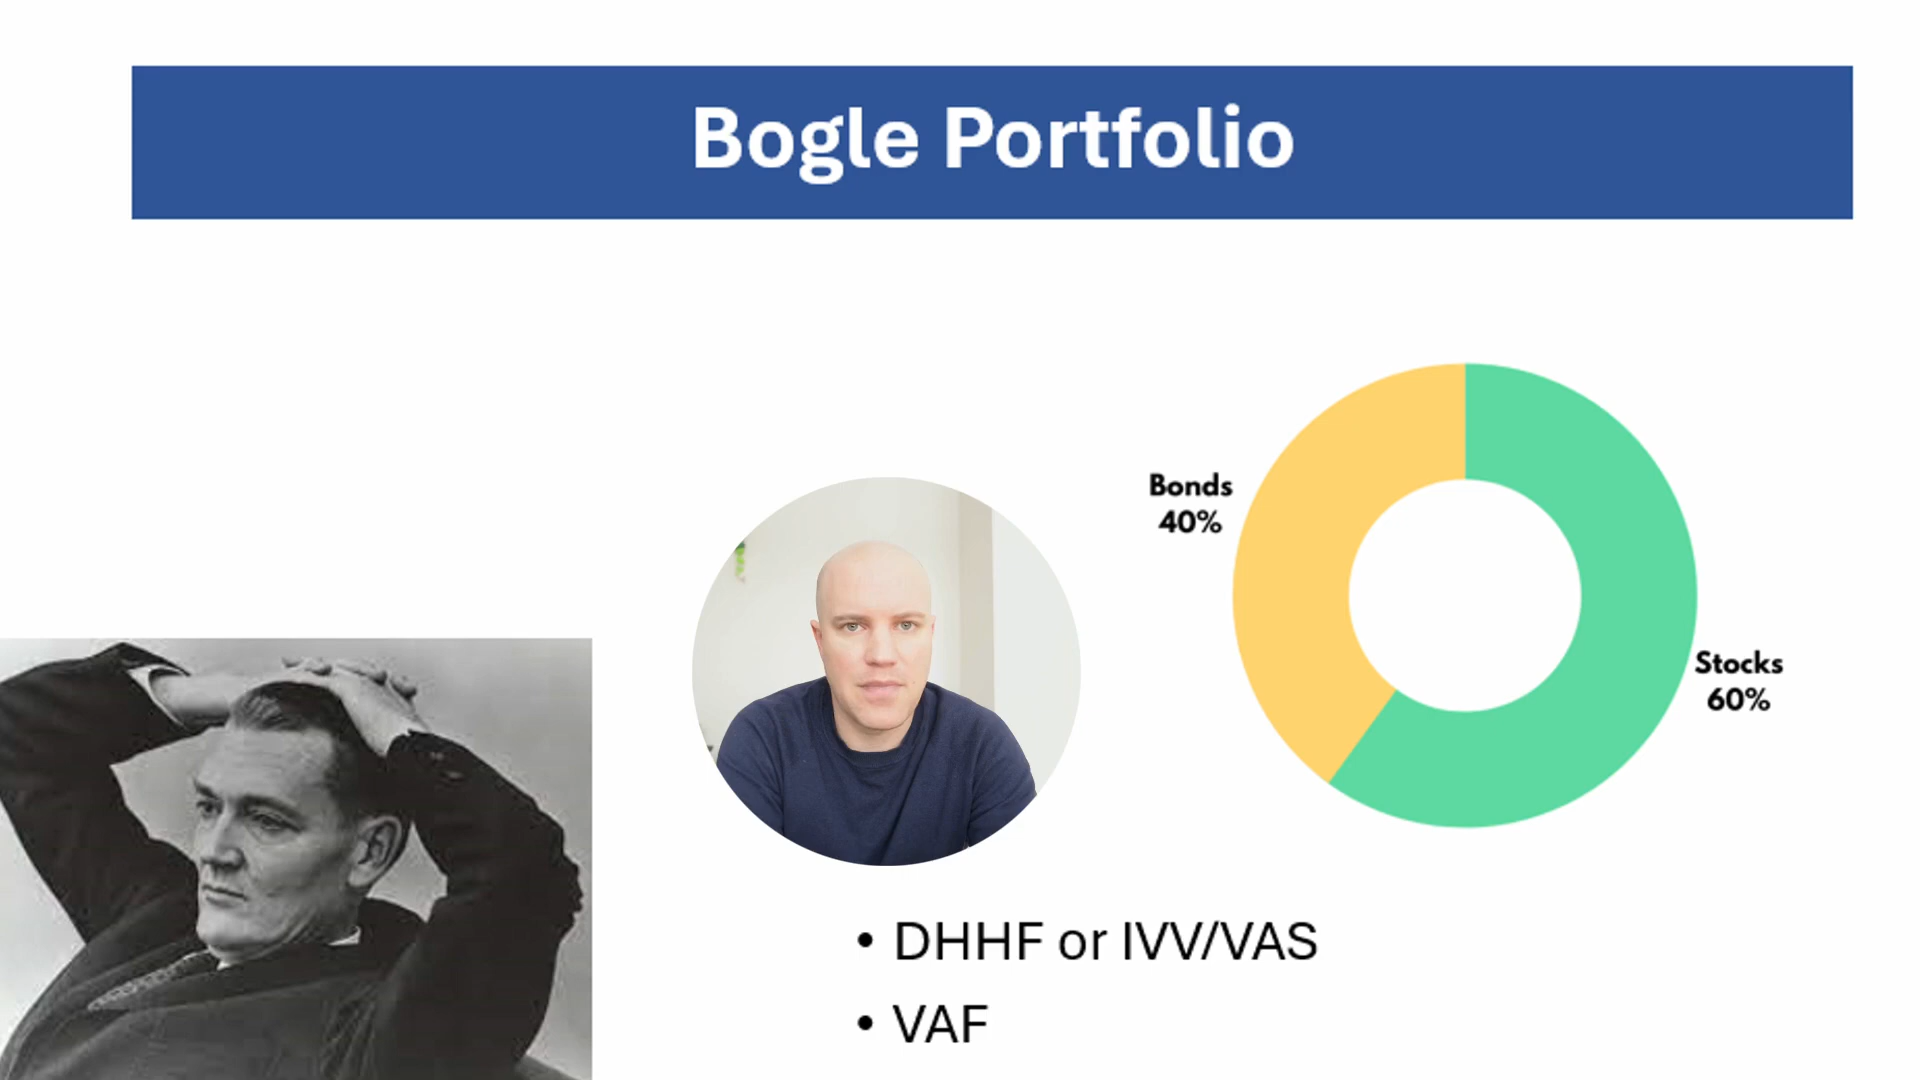 Bogle Portfolio
Bonds
40%
Stocks
60%
• DHHF or IVV/VAS
• VAF